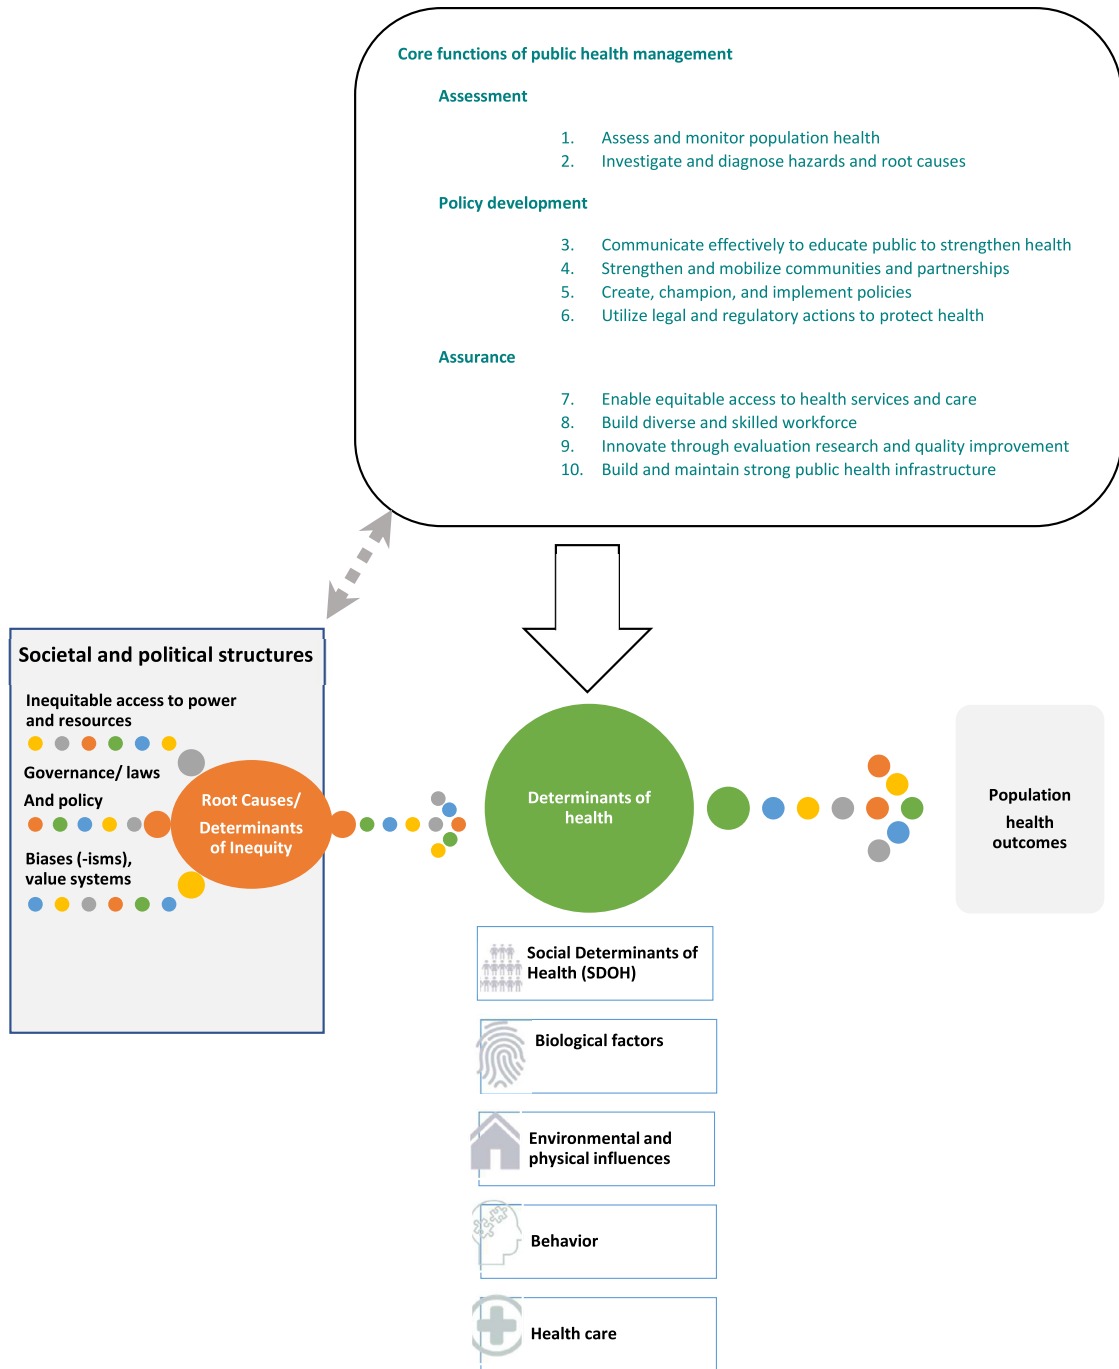 Core functions of public health management
Assessment
1. Assess and monitor population health
2. Investigate and diagnose hazards and root causes
Policy development
3. Communicate effectively to educate public to strengthen health
4. Strengthen and mobilize communities and partnerships
5. Create, champion, and implement policies
6. Utilize legal and regulatory actions to protect health
Assurance
7. Enable equitable access to health services and care
8. Build diverse and skilled workforce
9. Innovate through evaluation research and quality improvement
10. Build and maintain strong public health infrastructure
Societal and political structures
Inequitable access to power
and resources
Governance/ laws
And policy
Biases (-isms),
value systems
Root Causes/
Determinants
of Inequity
Determinants of
health
Population
health
outcomes
Social Determinants of
Health (SDOH)
Biological factors
Environmental and
physical influences
Behavior
Health care